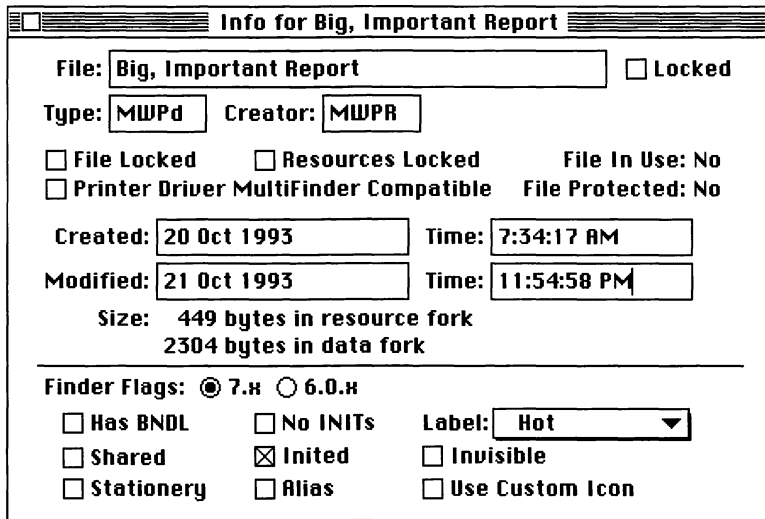 Info for Big, Important Report
File: Big, Important Report Locked
Type: MWPd Creator: MWPR
File Locked Resources Locked File In Use: No
Printer Driver MultiFinder Compatible File Protected: No
Created: 20 Oct 1993 Time: 7:34:17 AM
Modified: 21 Oct 1993 Time: 11:54:58 PM
Size: 449 bytes in resource fork
2304 bytes in data fork
Finder Flags: 7.x 6.0.x
Has BNDL No INITs Label: Hot
Shared Inited Invisible
Stationery Alias Use Custom Icon